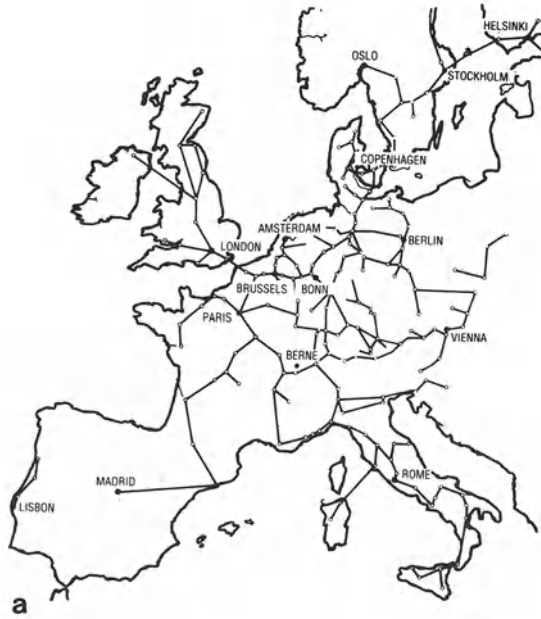 HELSINKI
OSLO
STOCKHOLM
COPENHAGEN
AMSTERDAM
BERLIN
LONDON
BRUSSELS
BONN
PARIS
VIENNA
BERNE
ROME
MADRID
LISBON
a